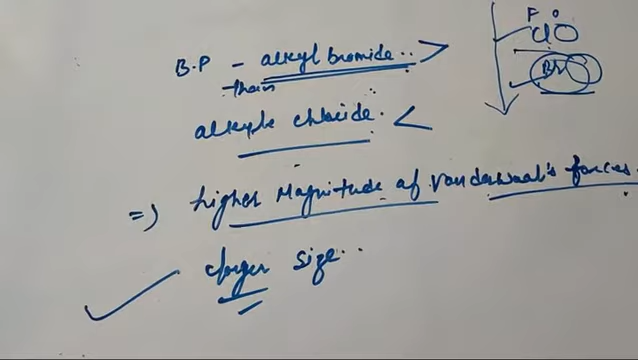 F
Cl
Br
B.P - alkyl bromide.. >
than
alkyle chloride. <
=) higher Magnitude of Vanderwaal's forces.
larger size..